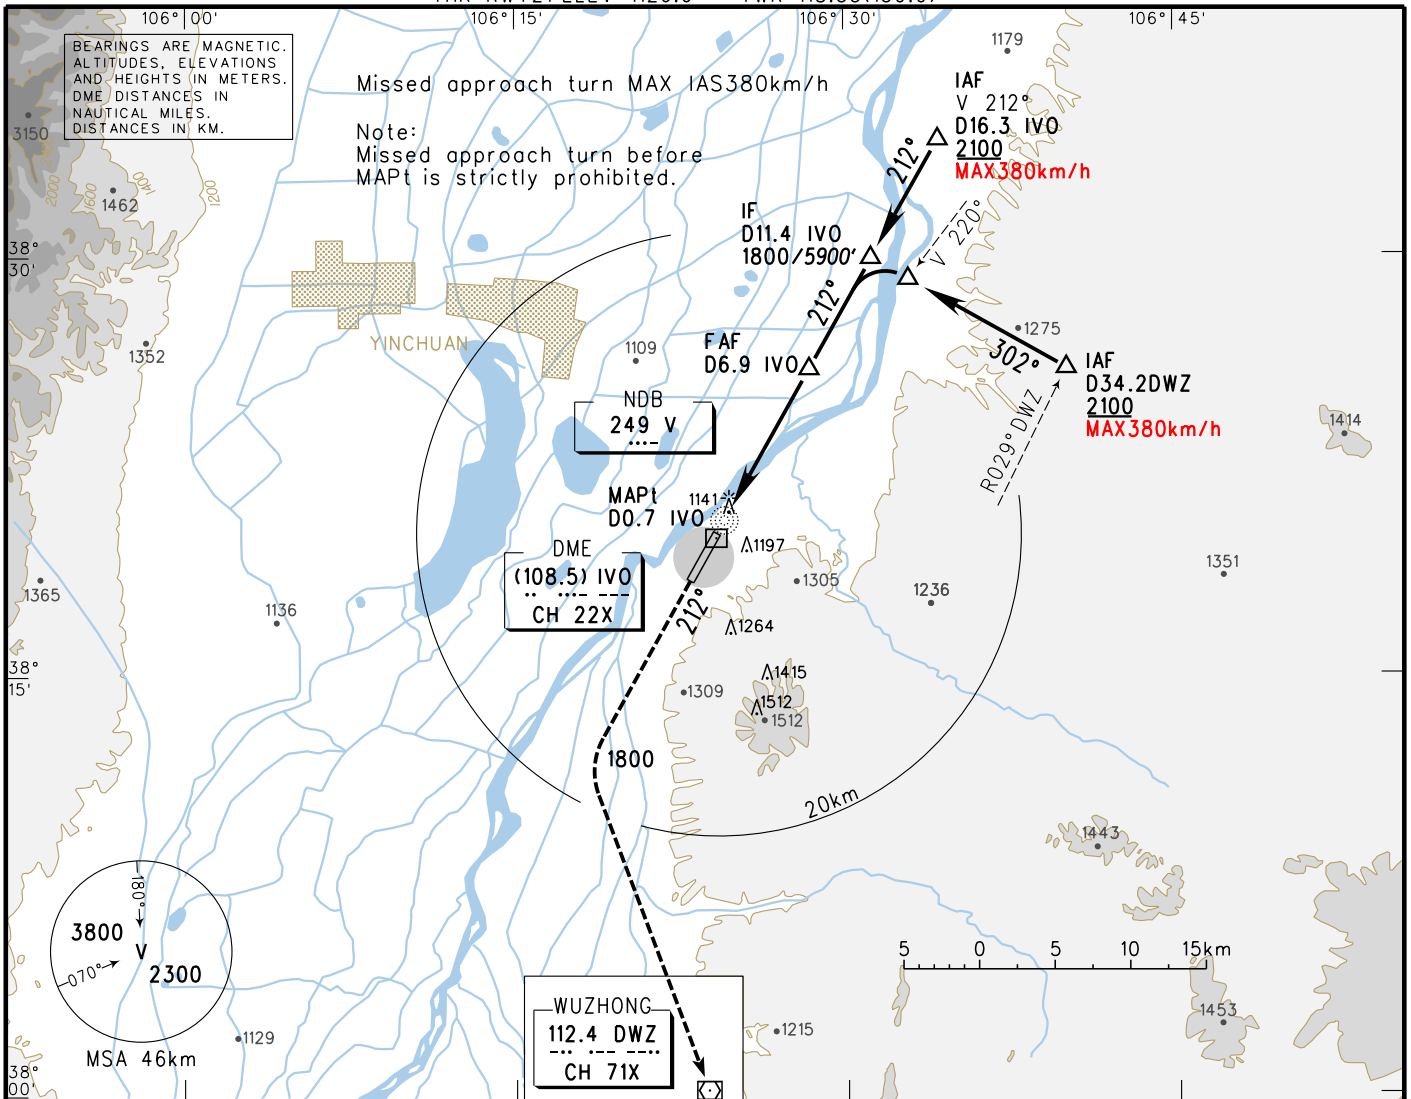 106° 00'
106° 15'
106° 30'
106° 45'
BEARINGS ARE MAGNETIC.
ALTITUDES, ELEVATIONS
AND HEIGHTS IN METERS.
DME DISTANCES IN
NAUTICAL MILES.
DISTANCES IN KM.
Missed approach turn MAX IAS380km/h
Note:
Missed approach turn before
MAPt is strictly prohibited.
1179
IAF
V 212°
D16.3 IVO
2100
MAX380km/h
3150
2000
1600
1400
1200
1462
212°
IF
D11.4 IVO
1800/5900'
V 220°
38°
30'
212°
YINCHUAN
1352
1109
FAF
D6.9 IVO
1275
302°
IAF
D34.2DWZ
2100
MAX380km/h
R029°DWZ
1414
NDB
249 V
MAPt
D0.7 IVO
1141
1197
DME
(108.5) IVO
CH 22X
1365
1136
212°
1305
1236
1351
1264
38°
15'
1415
1309
1512
1512
1800
20km
1443
180°
3800
V
070°
2300
MSA 46km
5 0 5 10 15km
WUZHONG
112.4 DWZ
CH 71X
1129
1215
1453
38°
00'